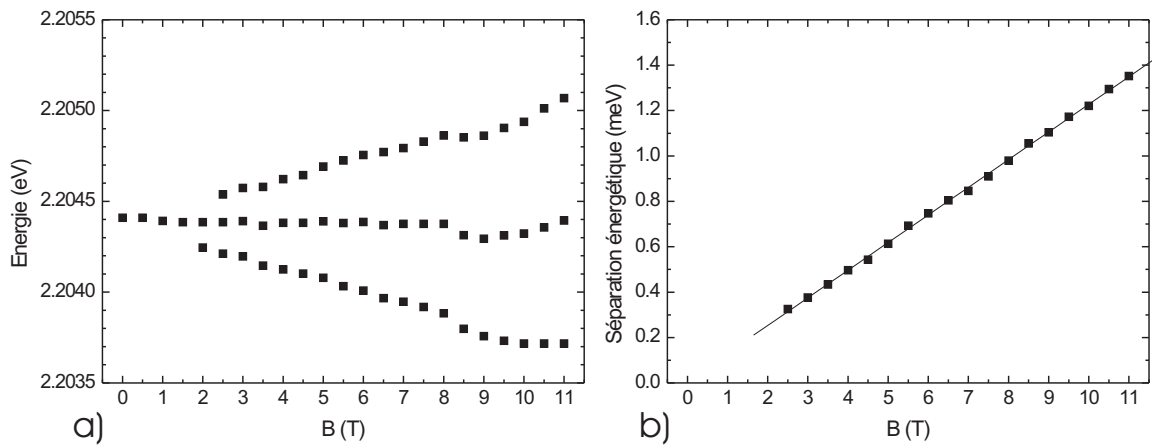 2.2055
2.2050
2.2045
2.2040
2.2035
Energie (eV)
0 1 2 3 4 5 6 7 8 9 10 11
B (T)
a)
1.6
1.4
1.2
1.0
0.8
0.6
0.4
0.2
0.0
Séparation énergétique (meV)
0 1 2 3 4 5 6 7 8 9 10 11
B (T)
b)